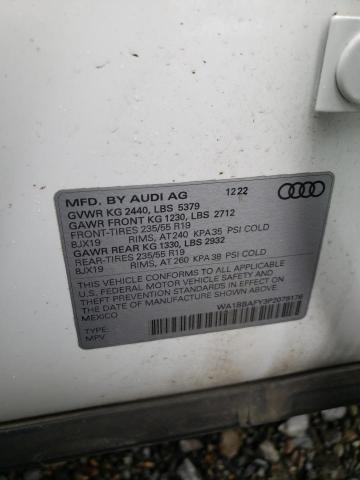 MFD. BY AUDI AG 12 22
GVWR KG 2440, LBS 5379
GAWR FRONT KG 1230, LBS 2712
FRONT-TIRES 235/55 R19
8JX19 RIMS, AT 240 KPA 35 PSI COLD
GAWR REAR KG 1330, LBS 2932
REAR-TIRES 235/55 R19
8JX19 RIMS, AT 260 KPA 38 PSI COLD
THIS VEHICLE CONFORMS TO ALL APPLICABLE
U.S. FEDERAL MOTOR VEHICLE SAFETY AND
THEFT PREVENTION STANDARDS IN EFFECT ON
THE DATE OF MANUFACTURE SHOWN ABOVE.
MEXICO
TYPE:
MPV